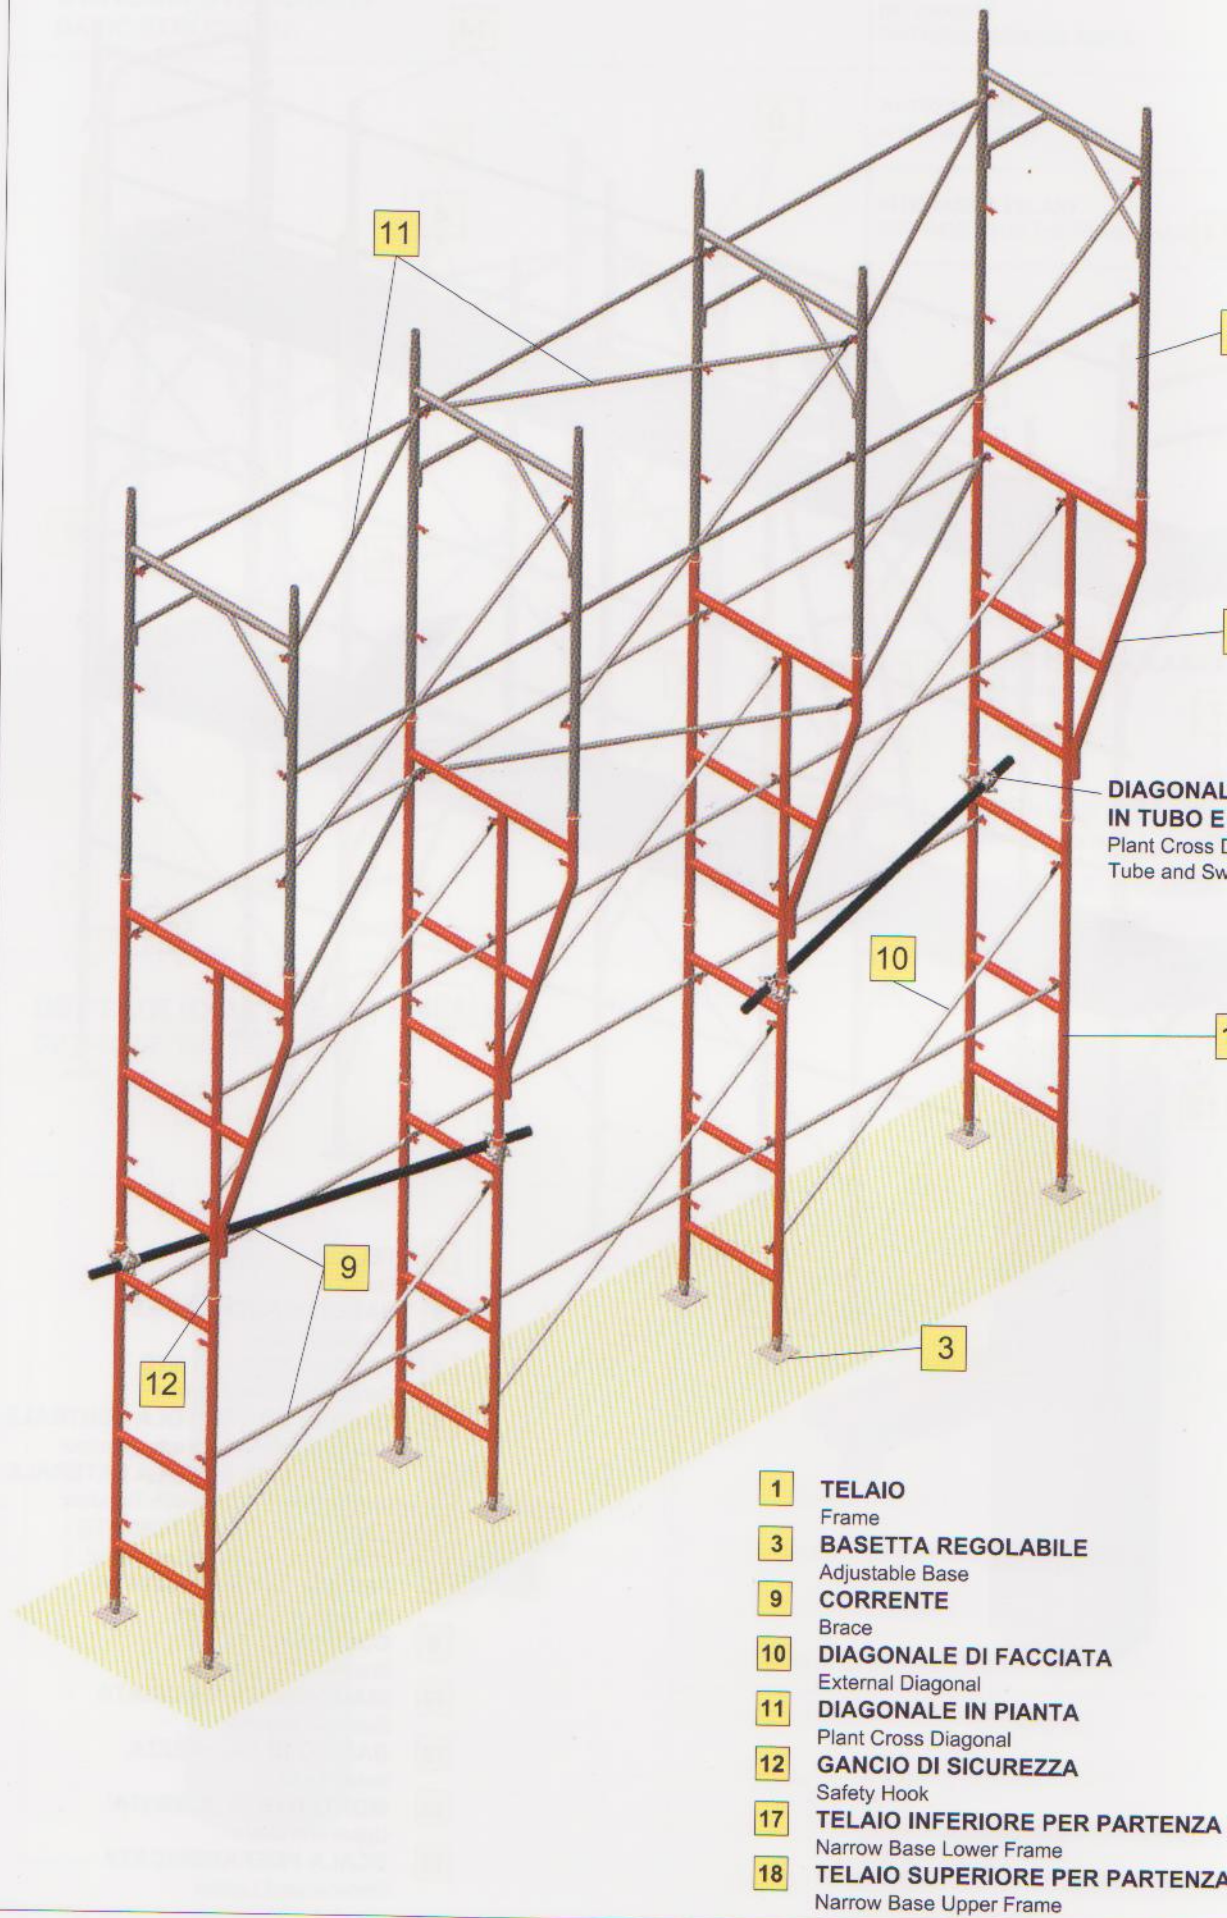 11
DIAGONAL
IN TUBO E
Plant Cross D
Tube and Sw
10
9
12
3
1 TELAIO
Frame
3 BASETTA REGOLABILE
Adjustable Base
9 CORRENTE
Brace
10 DIAGONALE DI FACCIATA
External Diagonal
11 DIAGONALE IN PIANTA
Plant Cross Diagonal
12 GANCIO DI SICUREZZA
Safety Hook
17 TELAIO INFERIORE PER PARTENZA
Narrow Base Lower Frame
18 TELAIO SUPERIORE PER PARTENZA
Narrow Base Upper Frame